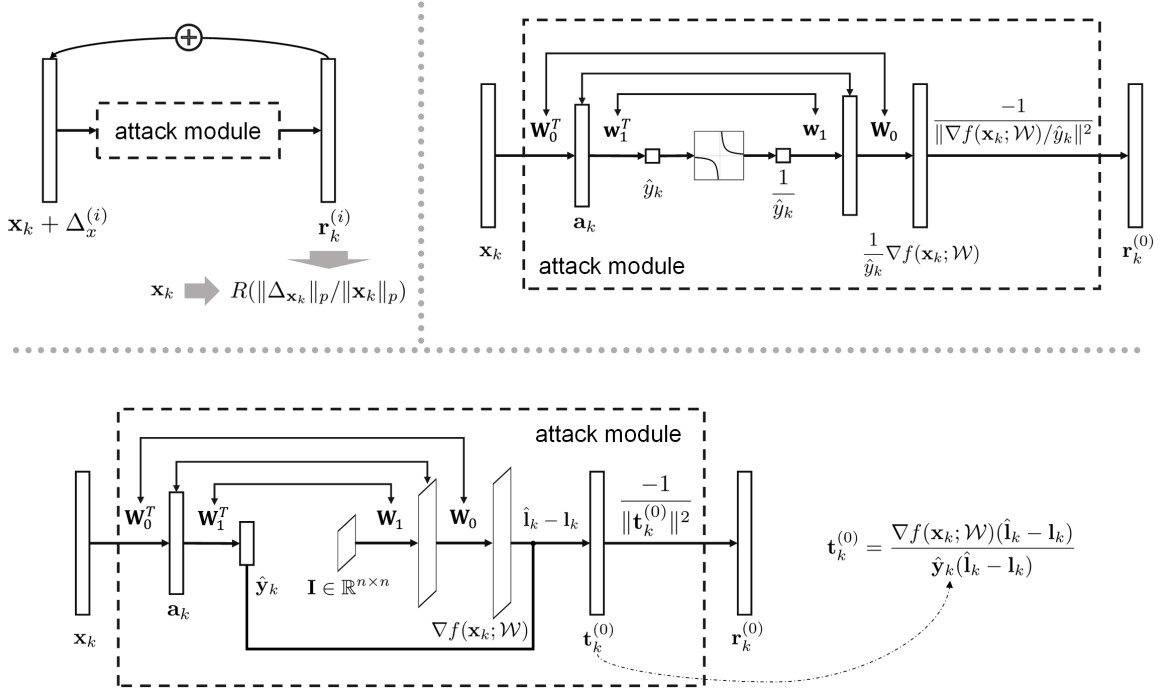 attack module
x_k + Δ_x^{(i)}
r_k^{(i)}
x_k
R(‖Δ_{x_k}‖_p/‖x_k‖_p)
W_0^T
w_1^T
w_1
W_0
-1
‖∇f(x_k; W)/ŷ_k‖²
ŷ_k
1
ŷ_k
x_k
a_k
1/ŷ_k ∇f(x_k; W)
r_k^{(0)}
attack module
attack module
W_0^T
W_1^T
W_1
W_0
l̂_k − l_k
-1
‖t_k^{(0)}‖²
ŷ_k
I ∈ ℝ^{n×n}
x_k
a_k
∇f(x_k; W)
t_k^{(0)}
r_k^{(0)}
t_k^{(0)} = ∇f(x_k; W)(l̂_k − l_k)
ŷ_k(l̂_k − l_k)